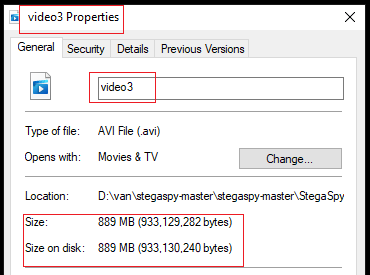 video3 Properties
General Security Details Previous Versions
video3
Type of file: AVI File (.avi)
Opens with: Movies & TV Change...
Location: D:\van\stegaspy-master\stegaspy-master\StegaSpy
Size: 889 MB (933,129,282 bytes)
Size on disk: 889 MB (933,130,240 bytes)